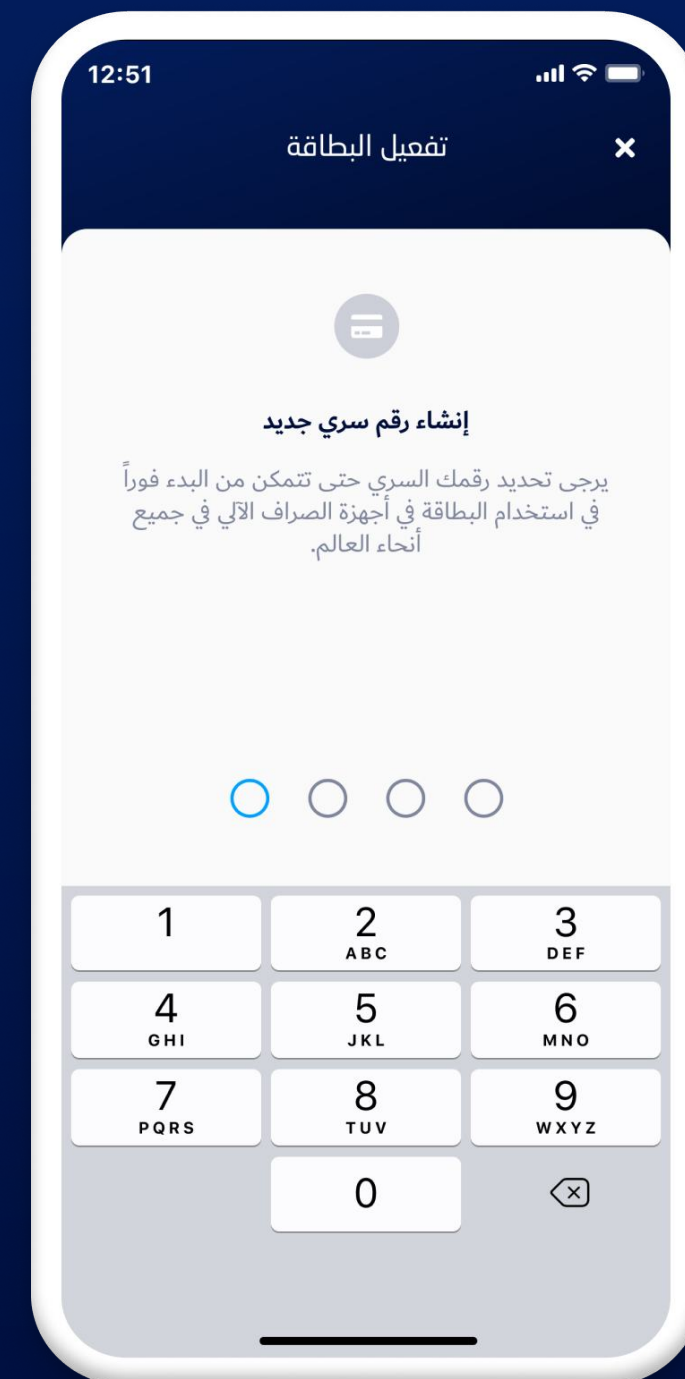 12:51
تفعيل البطاقة
إنشاء رقم سري جديد
يرجى تحديد رقمك السري حتى تتمكن من البدء فوراً
في استخدام البطاقة في أجهزة الصراف الآلي في جميع
أنحاء العالم.
1 2 3
ABC DEF
4 5 6
GHI JKL MNO
7 8 9
PQRS TUV WXYZ
0